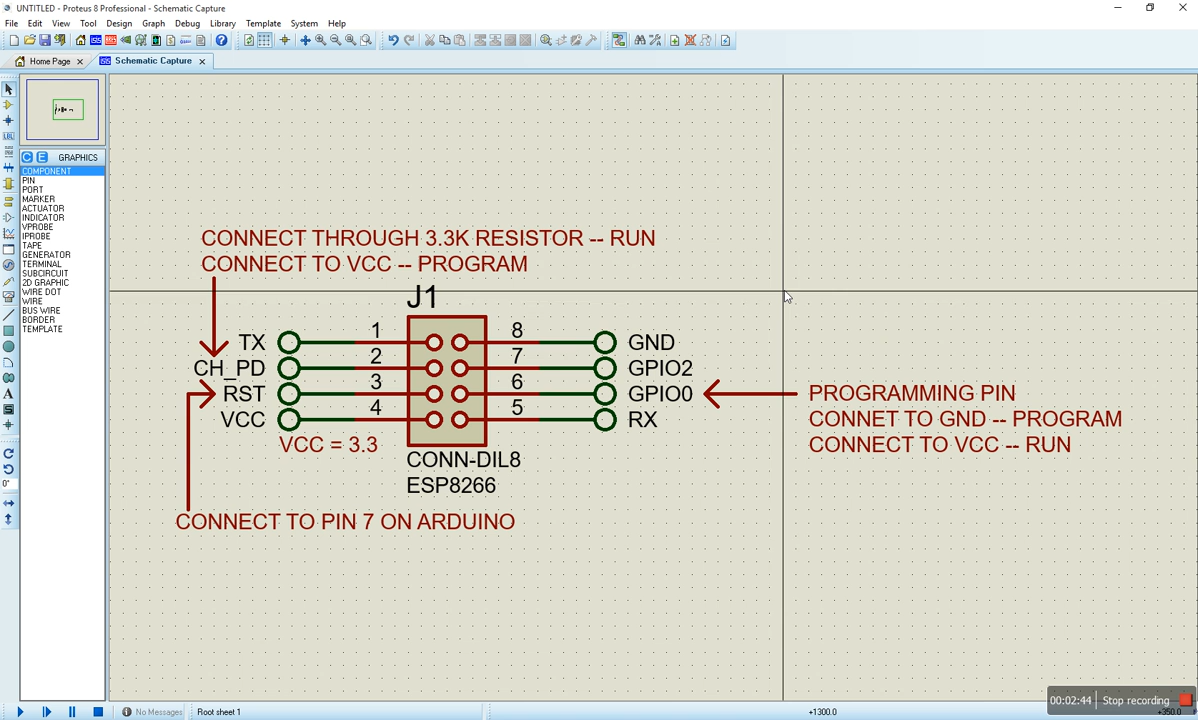 UNTITLED - Proteus 8 Professional - Schematic Capture
File Edit View Tool Design Graph Debug Library Template System Help
Home Page
Schematic Capture
C E GRAPHICS
COMPONENT
PIN
PORT
MARKER
ACTUATOR
INDICATOR
VPROBE
IPROBE
TAPE
GENERATOR
TERMINAL
SUBCIRCUIT
2D GRAPHIC
WIRE DOT
WIRE
BUS WIRE
BORDER
TEMPLATE
LBL
A
0°
CONNECT THROUGH 3.3K RESISTOR -- RUN
CONNECT TO VCC -- PROGRAM
J1
TX 1 8 GND
CH_PD 2 7 GPIO2
RST 3 6 GPIO0
VCC 4 5 RX
VCC = 3.3
CONN-DIL8
ESP8266
CONNECT TO PIN 7 ON ARDUINO
PROGRAMMING PIN
CONNET TO GND -- PROGRAM
CONNECT TO VCC -- RUN
No Messages
Root sheet 1
+1300.0
+350.0
00:02:44 Stop recording